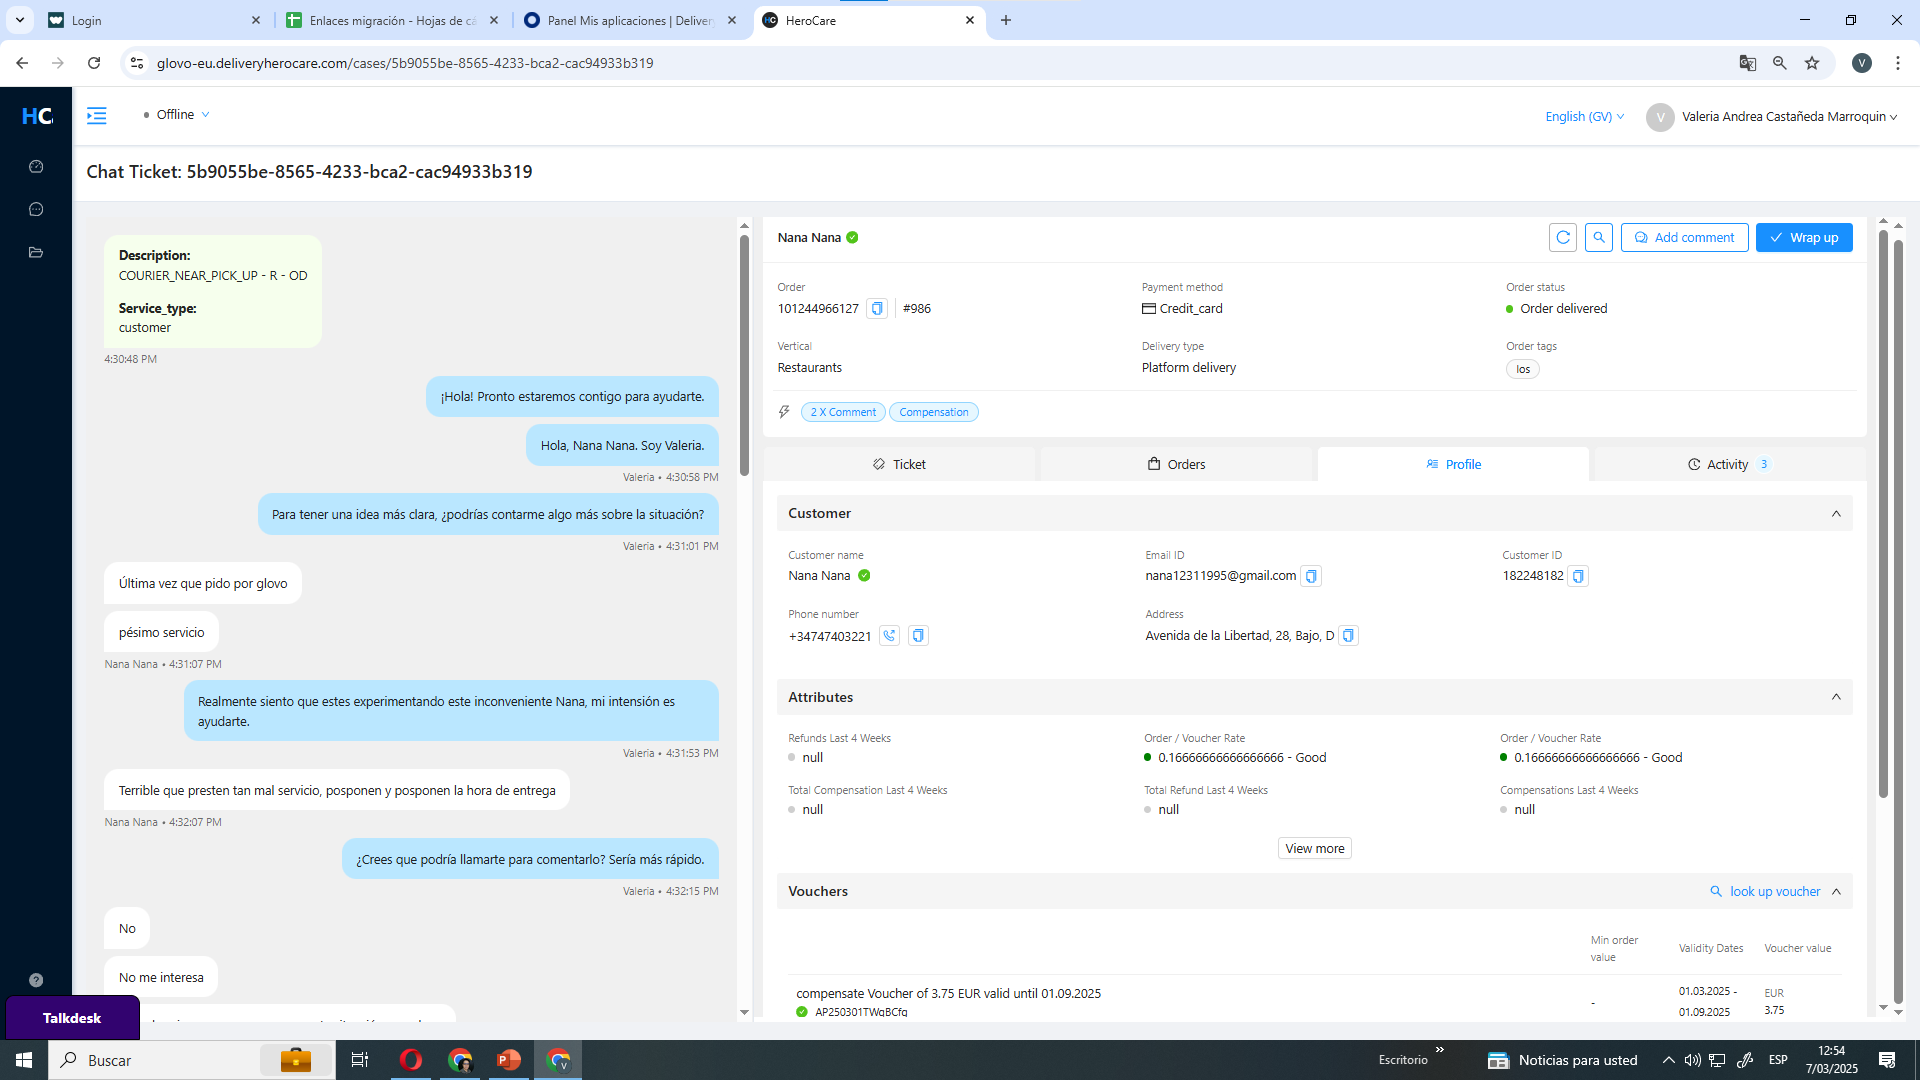 Login
Enlaces migración - Hojas de cá
Panel Mis aplicaciones | Deliver
HC
HeroCare
glovo-eu.deliveryherocare.com/cases/5b9055be-8565-4233-bca2-cac94933b319
V
HC
Offline
English (GV)
V
Valeria Andrea Castañeda Marroquin
Chat Ticket: 5b9055be-8565-4233-bca2-cac94933b319
Description:
COURIER_NEAR_PICK_UP - R - OD
Service_type:
customer
4:30:48 PM
¡Hola! Pronto estaremos contigo para ayudarte.
Hola, Nana Nana. Soy Valeria.
Valeria • 4:30:58 PM
Para tener una idea más clara, ¿podrías contarme algo más sobre la situación?
Valeria • 4:31:01 PM
Última vez que pido por glovo
pésimo servicio
Nana Nana • 4:31:07 PM
Realmente siento que estes experimentando este inconveniente Nana, mi intensión es
ayudarte.
Valeria • 4:31:53 PM
Terrible que presten tan mal servicio, posponen y posponen la hora de entrega
Nana Nana • 4:32:07 PM
¿Crees que podría llamarte para comentarlo? Sería más rápido.
Valeria • 4:32:15 PM
No
No me interesa
Talkdesk
Nana Nana
Add comment
Wrap up
Order
101244966127
#986
Payment method
Credit_card
Order status
Order delivered
Vertical
Restaurants
Delivery type
Platform delivery
Order tags
Ios
2 X Comment
Compensation
Ticket
Orders
Profile
Activity
3
Customer
Customer name
Nana Nana
Email ID
nana12311995@gmail.com
Customer ID
182248182
Phone number
+34747403221
Address
Avenida de la Libertad, 28, Bajo, D
Attributes
Refunds Last 4 Weeks
null
Order / Voucher Rate
0.16666666666666666 - Good
Order / Voucher Rate
0.16666666666666666 - Good
Total Compensation Last 4 Weeks
null
Total Refund Last 4 Weeks
null
Compensations Last 4 Weeks
null
View more
Vouchers
look up voucher
Min order
value
Validity Dates
Voucher value
compensate Voucher of 3.75 EUR valid until 01.09.2025
AP250301TWqBCfq
-
01.03.2025 -
01.09.2025
EUR
3.75
Buscar
Escritorio
Noticias para usted
ESP
12:54
7/03/2025